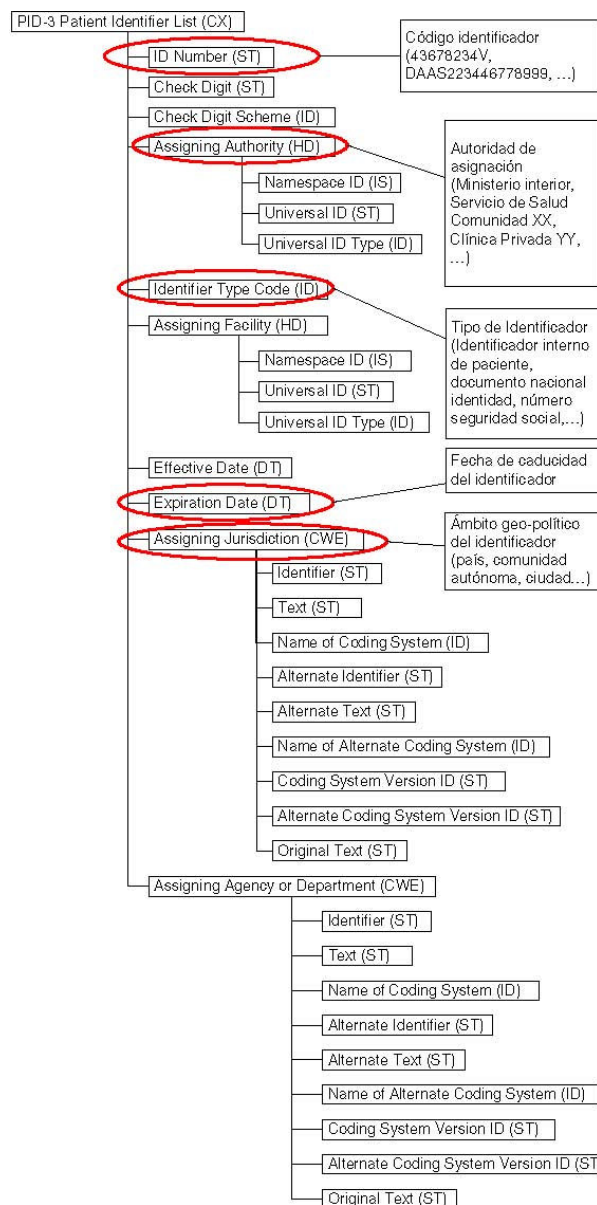 PID-3 Patient Identifier List (CX)
ID Number (ST)
Código identificador
(43678234V,
DAAS223446778999, ...)
Check Digit (ST)
Check Digit Scheme (ID)
Assigning Authority (HD)
Autoridad de
asignación
(Ministerio interior,
Servicio de Salud
Comunidad XX,
Clínica Privada YY,
...)
Namespace ID (IS)
Universal ID (ST)
Universal ID Type (ID)
Identifier Type Code (ID)
Tipo de Identificador
(Identificador interno
de paciente,
documento nacional
identidad, número
seguridad social,...)
Assigning Facility (HD)
Namespace ID (IS)
Universal ID (ST)
Universal ID Type (ID)
Effective Date (DT)
Fecha de caducidad
del identificador
Expiration Date (DT)
Assigning Jurisdiction (CWE)
Ámbito geo-político
del identificador
(país, comunidad
autónoma, ciudad...)
Identifier (ST)
Text (ST)
Name of Coding System (ID)
Alternate Identifier (ST)
Alternate Text (ST)
Name of Alternate Coding System (ID)
Coding System Version ID (ST)
Alternate Coding System Version ID (ST)
Original Text (ST)
Assigning Agency or Department (CWE)
Identifier (ST)
Text (ST)
Name of Coding System (ID)
Alternate Identifier (ST)
Alternate Text (ST)
Name of Alternate Coding System (ID)
Coding System Version ID (ST)
Alternate Coding System Version ID (ST
Original Text (ST)